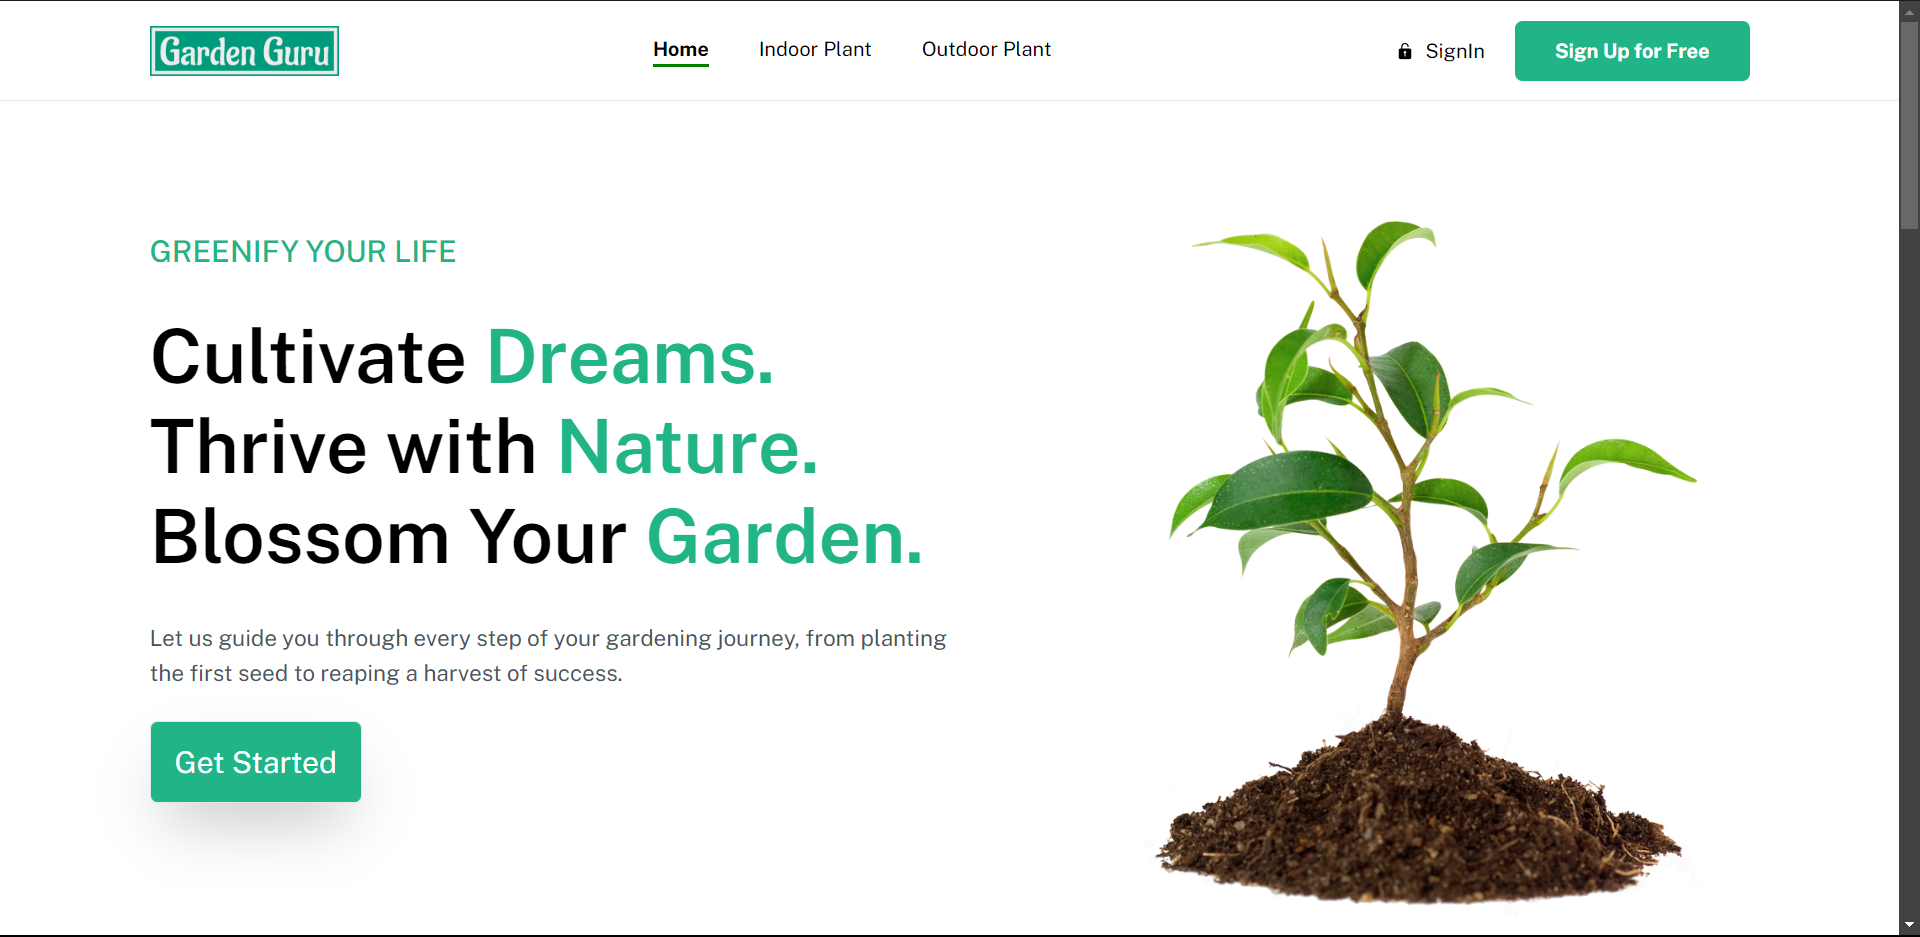 Garden Guru
Home
Indoor Plant
Outdoor Plant
SignIn
Sign Up for Free
GREENIFY YOUR LIFE
Cultivate Dreams.
Thrive with Nature.
Blossom Your Garden.
Let us guide you through every step of your gardening journey, from planting
the first seed to reaping a harvest of success.
Get Started